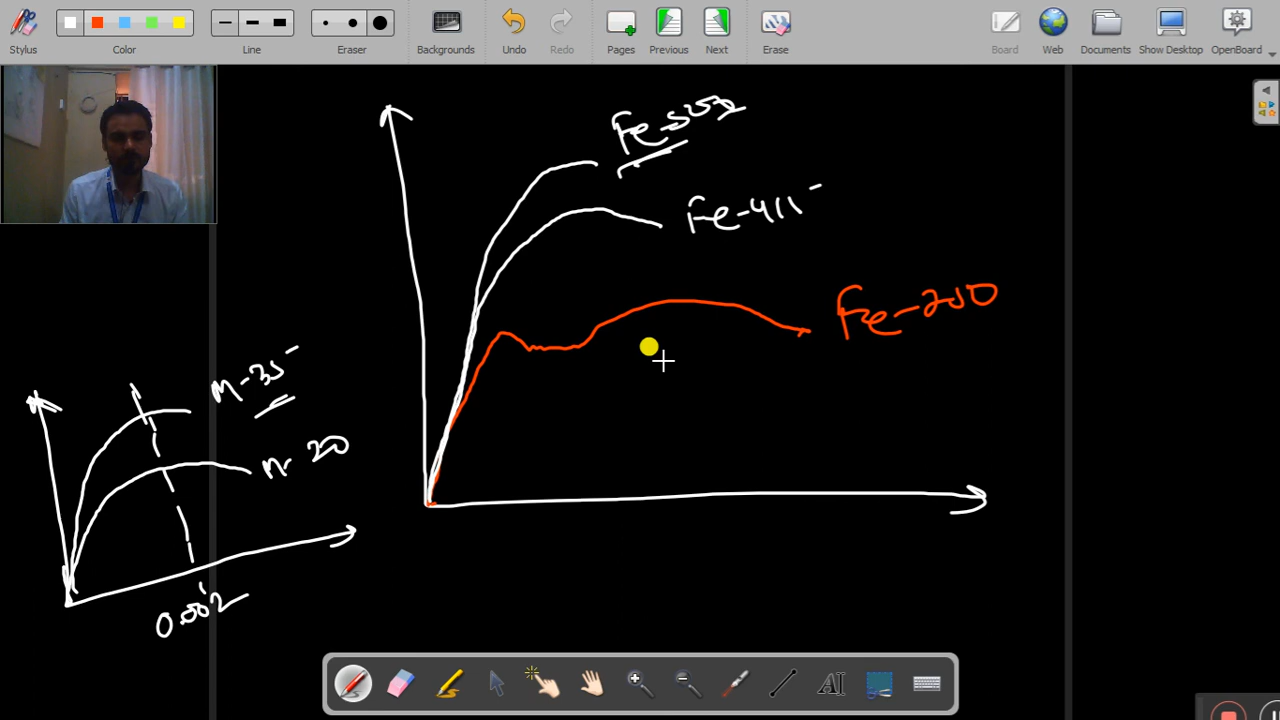 Stylus
Color
Line
Eraser
Backgrounds
Undo
Redo
Pages
Previous
Next
Erase
Board
Web
Documents
Show Desktop
OpenBoard
Fe-500
Fe-415
Fe-250
M-35
M-20
0.002
AI